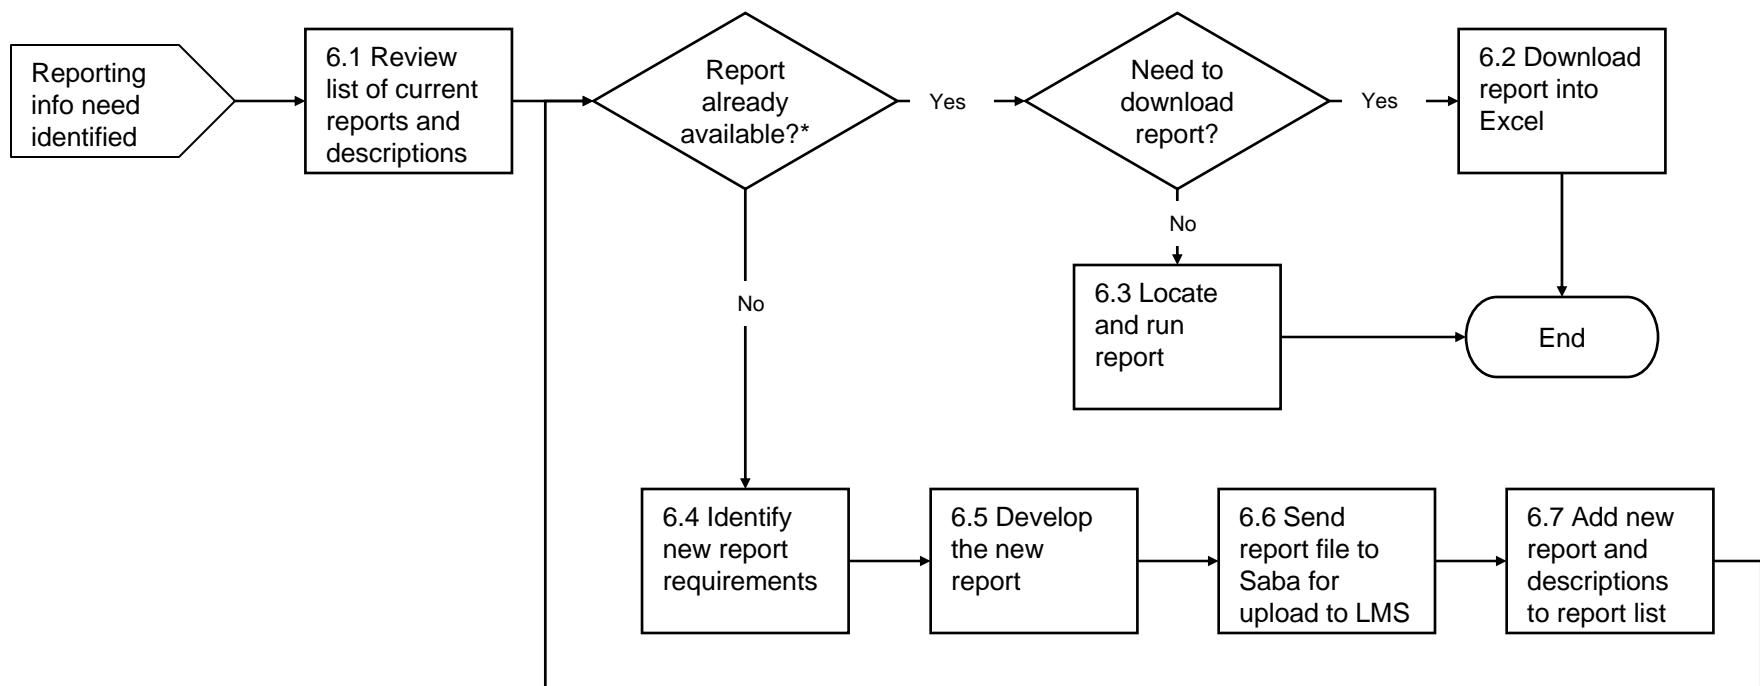 Reporting
info need
identified
6.1 Review
list of current
reports and
descriptions
Report
already
available?*
Yes
Need to
download
report?
Yes
6.2 Download
report into
Excel
No
6.3 Locate
and run
report
End
No
6.4 Identify
new report
requirements
6.5 Develop
the new
report
6.6 Send
report file to
Saba for
upload to LMS
6.7 Add new
report and
descriptions
to report list